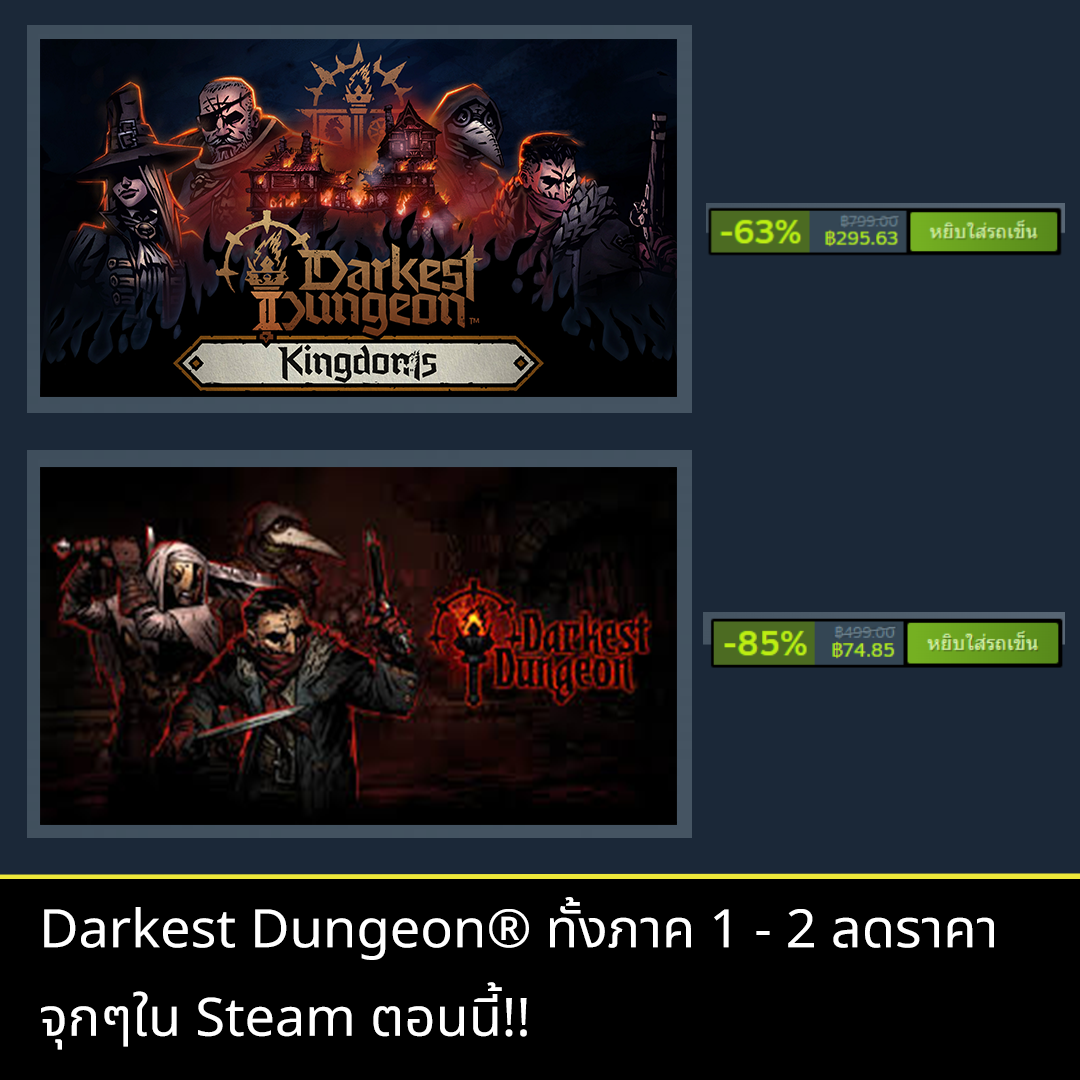 Darkest
Dungeon™
II
Kingdoms
-63%
฿799.00
฿295.63
หยิบใส่รถเข็น
Darkest
Dungeon
-85%
฿499.00
฿74.85
หยิบใส่รถเข็น
Darkest Dungeon® ทั้งภาค 1 - 2 ลดราคา
จุกๆใน Steam ตอนนี้!!